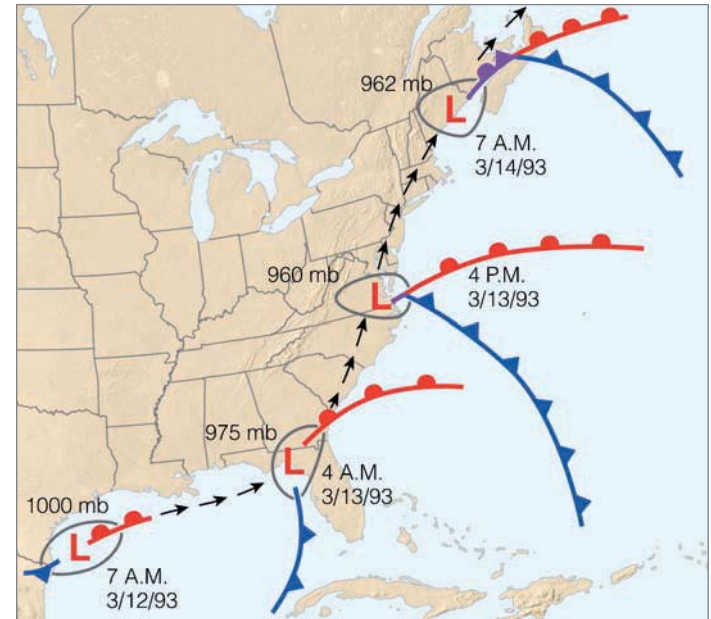 962 mb
L
7 A.M.
3/14/93
960 mb
L
4 P.M.
3/13/93
975 mb
L
4 A.M.
3/13/93
1000 mb
L
7 A.M.
3/12/93